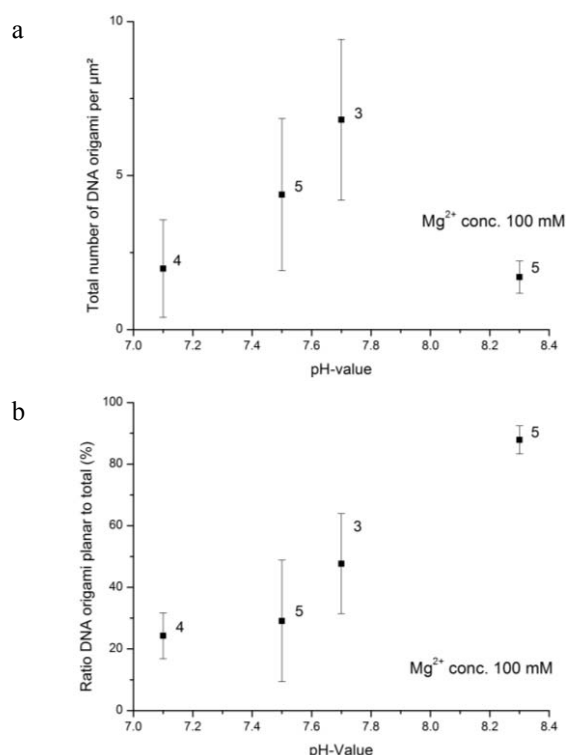 a
10
5
0
Total number of DNA origami per µm²
4
5
3
5
Mg²⁺ conc. 100 mM
7.0 7.2 7.4 7.6 7.8 8.0 8.2 8.4
pH-value
b
100
80
60
40
20
0
Ratio DNA origami planar to total (%)
4
5
3
5
Mg²⁺ conc. 100 mM
7.0 7.2 7.4 7.6 7.8 8.0 8.2 8.4
pH-Value